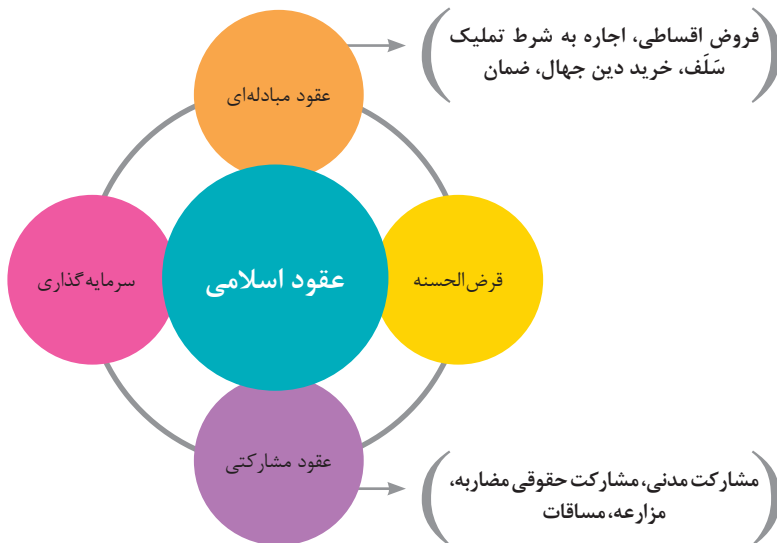 فروض اقساطی، اجاره به شرط تملیک
سَلَف، خرید دین جهال، ضمان
عقود مبادله‌ای
قرض‌الحسنه
عقود اسلامی
سرمایه‌گذاری
عقود مشارکتی
مشارکت مدنی، مشارکت حقوقی مضاربه،
مزارعه، مساقات